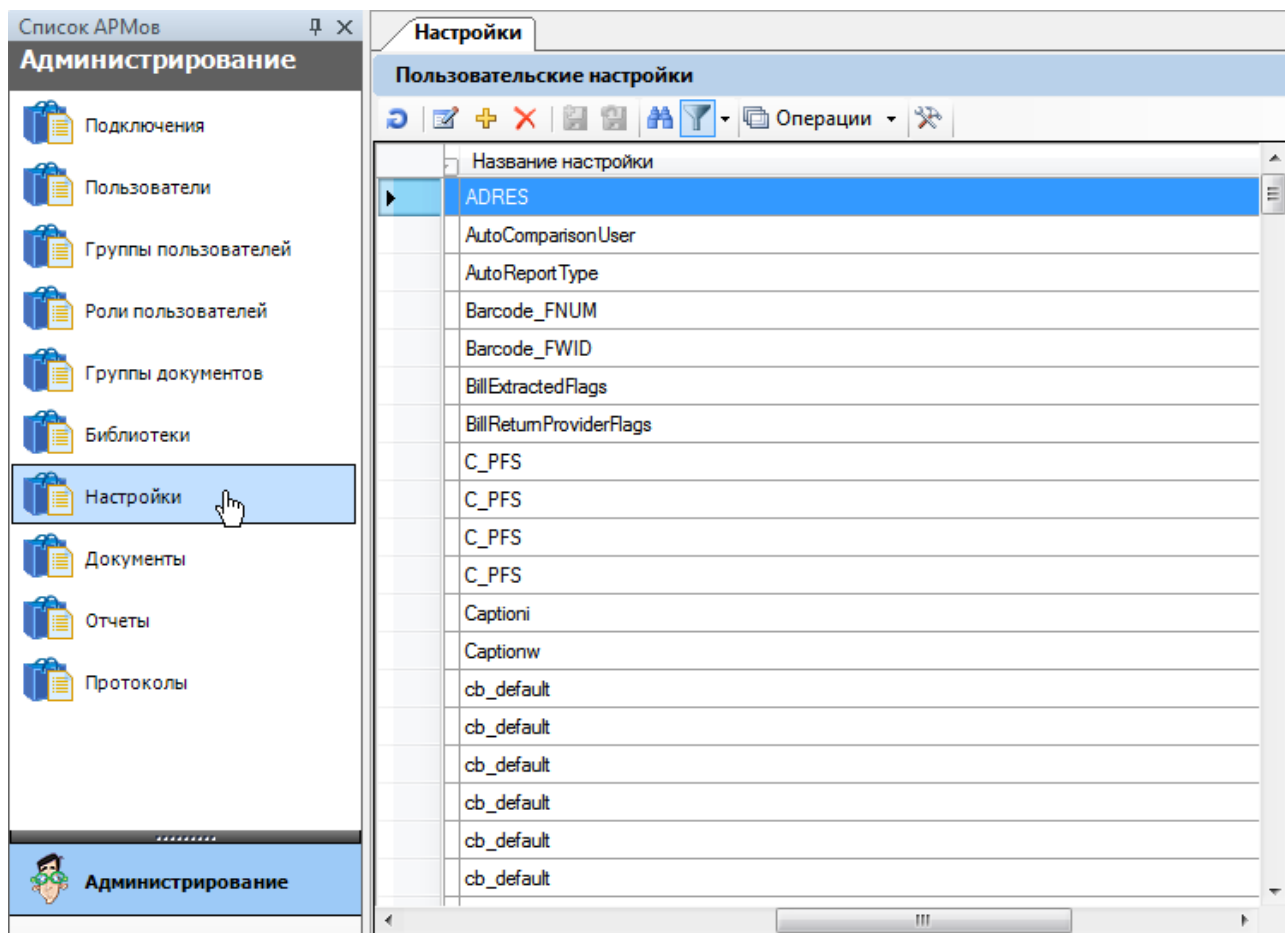 Список АРМов
Администрирование
Подключения
Пользователи
Группы пользователей
Роли пользователей
Группы документов
Библиотеки
Настройки
Документы
Отчеты
Протоколы
Администрирование
Настройки
Пользовательские настройки
Операции
Название настройки
ADRES
AutoComparisonUser
AutoReportType
Barcode_FNUM
Barcode_FWID
BillExtractedFlags
BillReturnProviderFlags
C_PFS
C_PFS
C_PFS
C_PFS
Captioni
Captionw
cb_default
cb_default
cb_default
cb_default
cb_default
cb_default